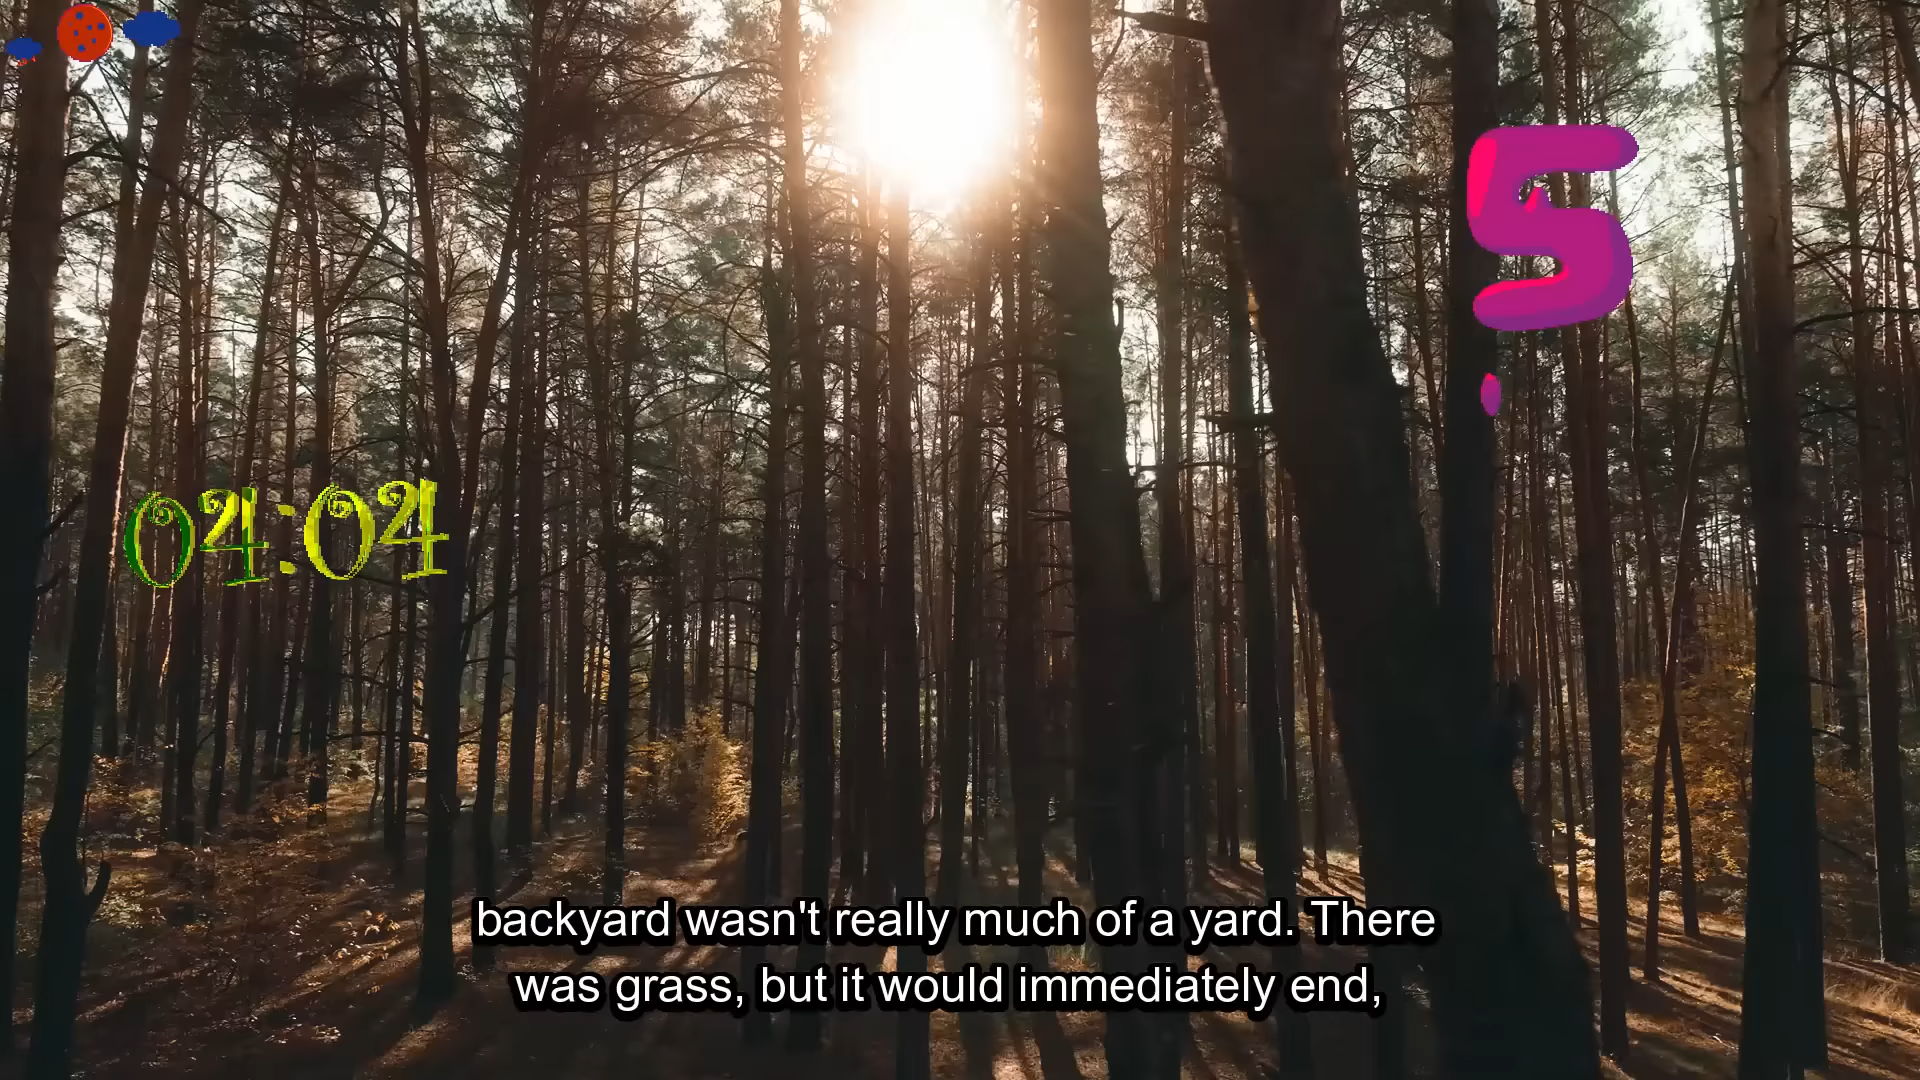 5
04:04
backyard wasn't really much of a yard. There
was grass, but it would immediately end,